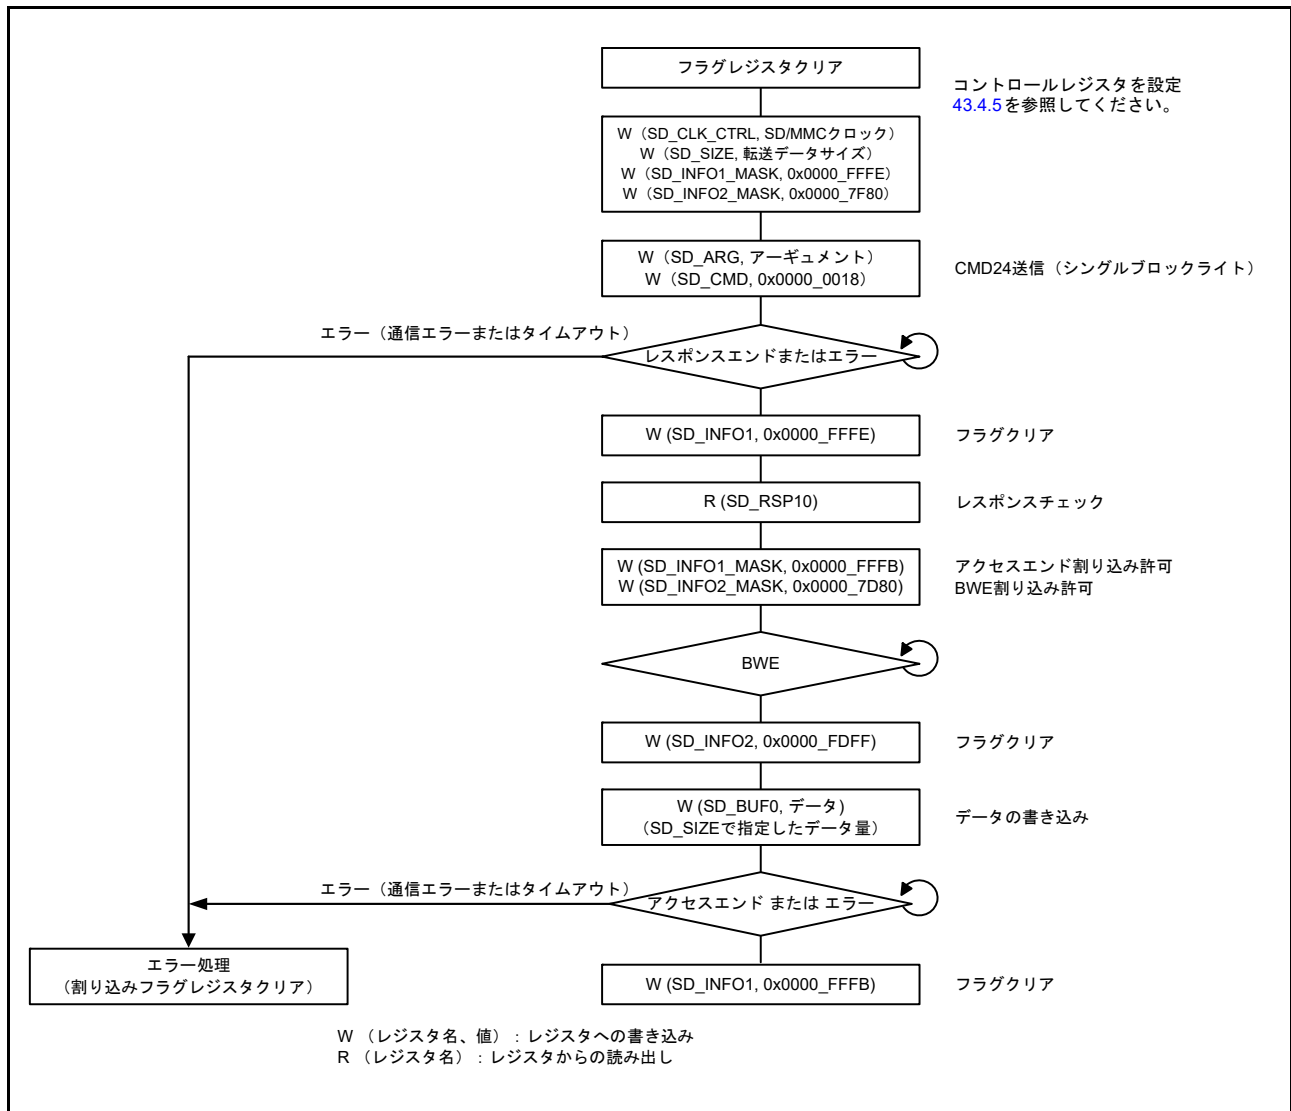 フラグレジスタクリア
コントロールレジスタを設定
43.4.5を参照してください。
W（SD_CLK_CTRL, SD/MMCクロック）
W（SD_SIZE, 転送データサイズ）
W（SD_INFO1_MASK, 0x0000_FFFE）
W（SD_INFO2_MASK, 0x0000_7F80）
W（SD_ARG, アーギュメント）
W（SD_CMD, 0x0000_0018）
CMD24送信（シングルブロックライト）
エラー（通信エラーまたはタイムアウト）
レスポンスエンドまたはエラー
W (SD_INFO1, 0x0000_FFFE)
フラグクリア
R (SD_RSP10)
レスポンスチェック
W (SD_INFO1_MASK, 0x0000_FFFB)
アクセスエンド割り込み許可
W (SD_INFO2_MASK, 0x0000_7D80)
BWE割り込み許可
BWE
W (SD_INFO2, 0x0000_FDFF)
フラグクリア
W (SD_BUF0, データ)
（SD_SIZEで指定したデータ量）
データの書き込み
エラー（通信エラーまたはタイムアウト）
アクセスエンド または エラー
エラー処理
（割り込みフラグレジスタクリア）
W (SD_INFO1, 0x0000_FFFB)
フラグクリア
W （レジスタ名、値）：レジスタへの書き込み
R （レジスタ名）：レジスタからの読み出し